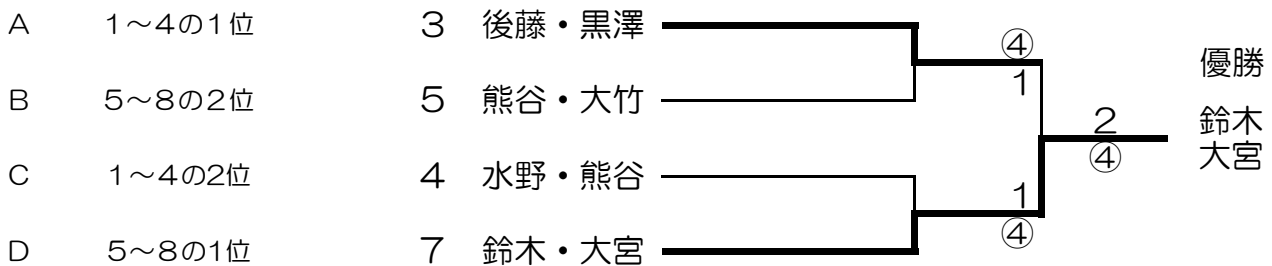 A 1～4の1位 3 後藤・黒澤
④
1
優勝
B 5～8の2位 5 熊谷・大竹
2
④
鈴木
大宮
C 1～4の2位 4 水野・熊谷
1
④
D 5～8の1位 7 鈴木・大宮